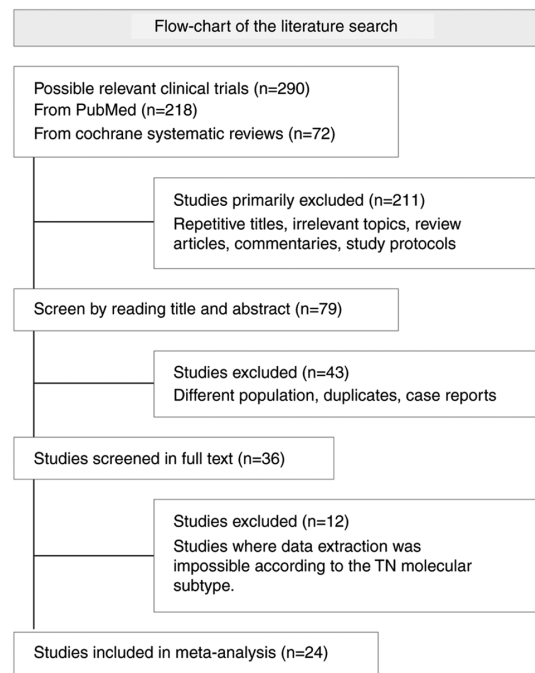 Flow-chart of the literature search
Possible relevant clinical trials (n=290)
From PubMed (n=218)
From cochrane systematic reviews (n=72)
Studies primarily excluded (n=211)
Repetitive titles, irrelevant topics, review
articles, commentaries, study protocols
Screen by reading title and abstract (n=79)
Studies excluded (n=43)
Different population, duplicates, case reports
Studies screened in full text (n=36)
Studies excluded (n=12)
Studies where data extraction was
impossible according to the TN molecular
subtype.
Studies included in meta-analysis (n=24)